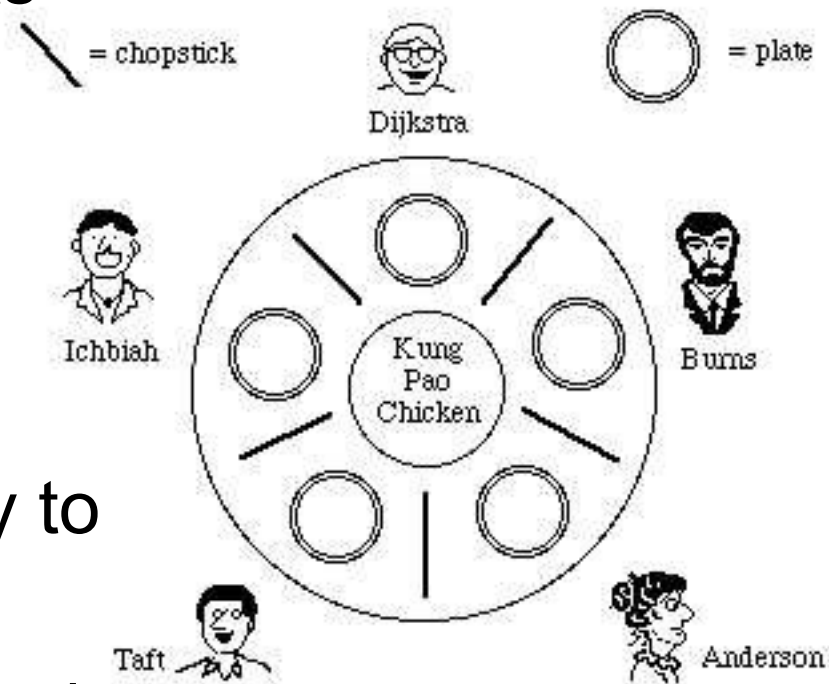 = chopstick
= plate
Dijkstra
Ichbiah
Burns
Kung
Pao
Chicken
y to
Taft
Anderson